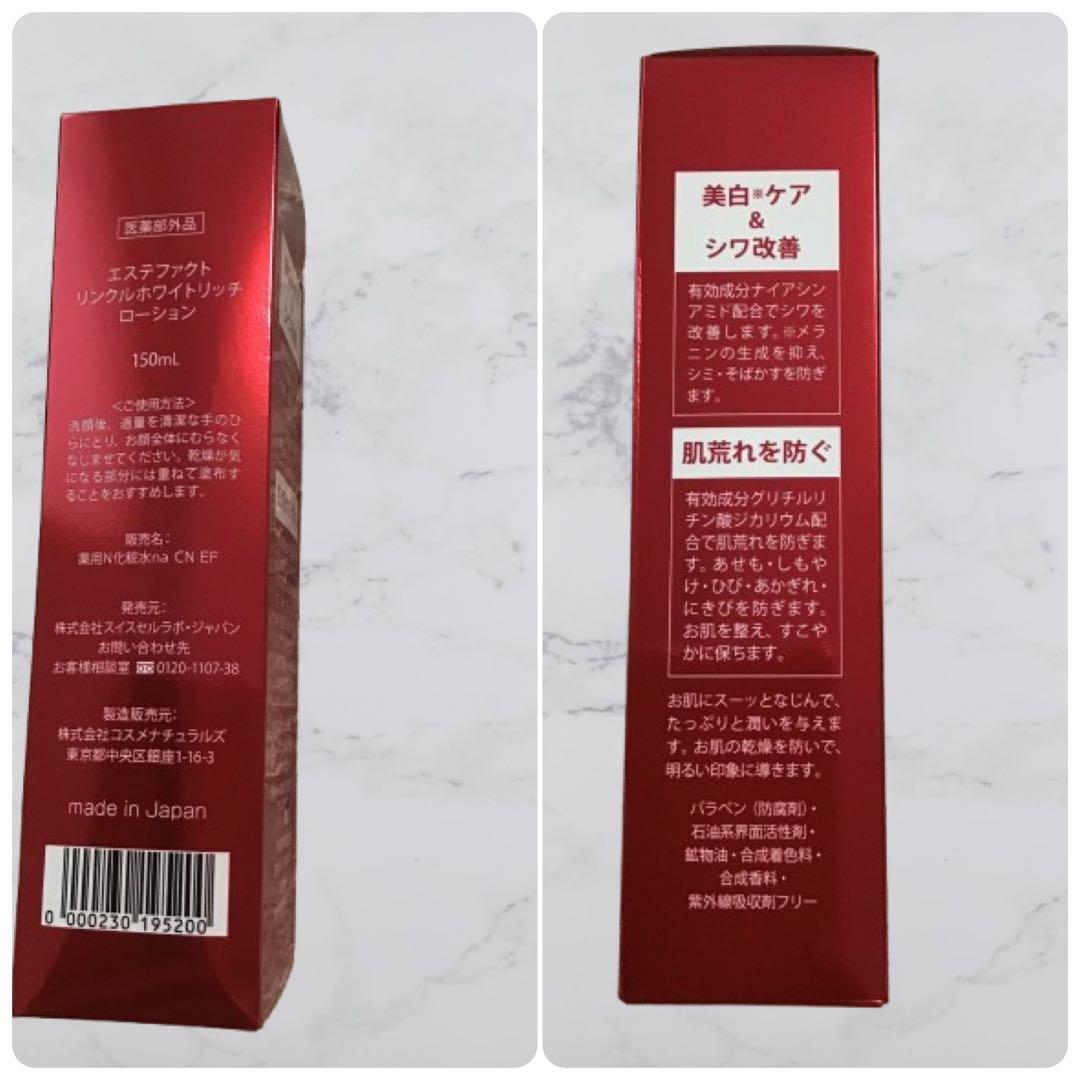 医薬部外品
エステファクト
リンクルホワイトリッチ
ローション
150mL
＜ご使用方法＞
洗顔後、適量を清潔な手のひ
らにとり、お顔全体にむらなく
なじませてください。乾燥が気
になる部分には重ねて塗布す
ることをおすすめします。
販売名：
薬用N化粧水na CN EF
発売元：
株式会社スイスセルラボ・ジャパン
お問い合わせ先
お客様相談室 0120-1107-38
製造販売元：
株式会社コスメナチュラルズ
東京都中央区銀座1-16-3
made in Japan
0 000230 195200
美白※ケア
&
シワ改善
有効成分ナイアシン
アミド配合でシワを
改善します。※メラ
ニンの生成を抑え、
シミ・そばかすを防ぎ
ます。
肌荒れを防ぐ
有効成分グリチルリ
チン酸ジカリウム配
合で肌荒れを防ぎま
す。あせも・しもや
け・ひび・あかぎれ・
にきびを防ぎます。
お肌を整え、すこや
かに保ちます。
お肌にスーッとなじんで、
たっぷりと潤いを与えま
す。お肌の乾燥を防いで、
明るい印象に導きます。
パラベン（防腐剤）・
石油系界面活性剤・
鉱物油・合成着色料・
合成香料・
紫外線吸収剤フリー